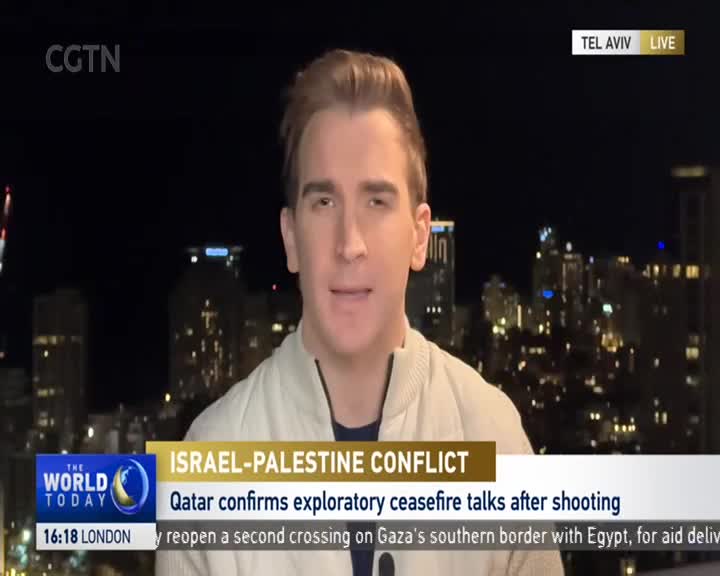 CGTN
TEL AVIV LIVE
ISRAEL-PALESTINE CONFLICT
THE
WORLD
TODAY
Qatar confirms exploratory ceasefire talks after shooting
16:18 LONDON
reopen a second crossing on Gaza's southern border with Egypt, for aid